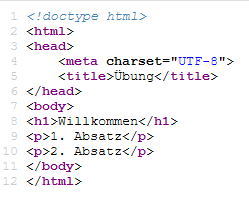 1 <!doctype html>
2 <html>
3 <head>
4     <meta charset="UTF-8">
5     <title>Übung</title>
6 </head>
7 <body>
8 <h1>Willkommen</h1>
9 <p>1. Absatz</p>
10 <p>2. Absatz</p>
11 </body>
12 </html>